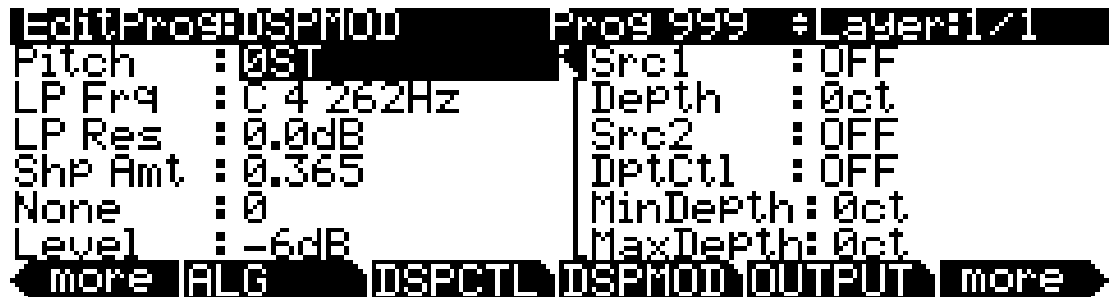 EditProg:DSPMOD Prog 999 Layer:1/1
Pitch :0ST Src1 :OFF
LP Frq :C 4 262Hz Depth :0ct
LP Res :0.0dB Src2 :OFF
Shp Amt :0.365 DptCtl :OFF
None :0 MinDepth:0ct
Level :-6dB MaxDepth:0ct
more ALG DSPCTL DSPMOD OUTPUT more